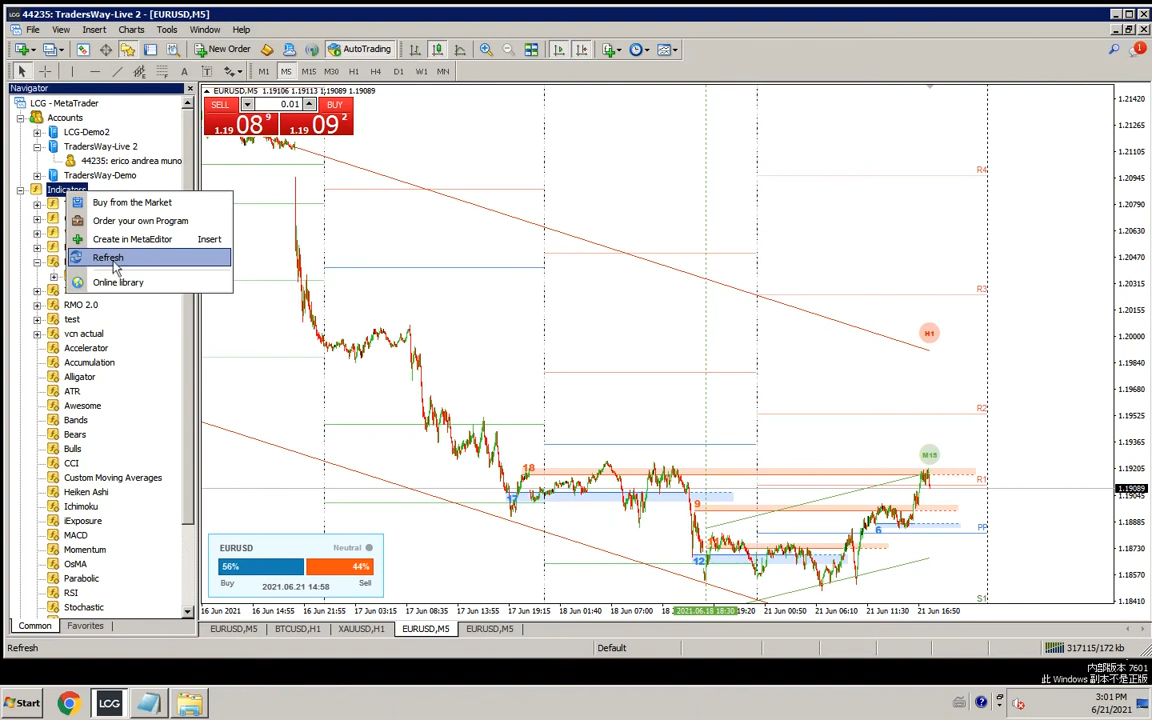 44235: TradersWay-Live 2 - [EURUSD,M5]
File View Insert Charts Tools Window Help
New Order AutoTrading 1
M1 M5 M15 M30 H1 H4 D1 W1 MN
Navigator
LCG - MetaTrader
Accounts
LCG-Demo2
TradersWay-Live 2
44235: erico andrea muno
TradersWay-Demo
Indicators
Buy from the Market
Order your own Program
Create in MetaEditor Insert
Refresh
Online library
RMO 2.0
test
vcn actual
Accelerator
Accumulation
Alligator
ATR
Awesome
Bands
Bears
Bulls
CCI
Custom Moving Averages
Heiken Ashi
Ichimoku
iExposure
MACD
Momentum
OsMA
Parabolic
RSI
Stochastic
Common Favorites
EURUSD,M5 1.19106 1.19113 1.19089 1.19089
SELL 0.01 BUY
1.19 08 9 1.19 09 2
R4
R3
H1
R2
M15
R1
PP
S1
18
17
9
12
6
EURUSD Neutral
56% 44%
Buy 2021.06.21 14:58 Sell
1.21420
1.21265
1.21105
1.20945
1.20790
1.20630
1.20470
1.20315
1.20155
1.20000
1.19840
1.19680
1.19525
1.19365
1.19205
1.19089
1.19045
1.18885
1.18730
1.18570
1.18410
16 Jun 2021 16 Jun 14:55 16 Jun 21:55 17 Jun 03:15 17 Jun 08:35 17 Jun 13:55 17 Jun 19:15 18 Jun 01:40 18 Jun 07:00 18 2021.06.18 18:30 19:20 21 Jun 00:50 21 Jun 06:10 21 Jun 11:30 21 Jun 16:50
EURUSD,M5 BTCUSD,H1 XAUUSD,H1 EURUSD,M5 EURUSD,M5
Refresh Default 317115/172 kb
内部版本 7601
此 Windows 副本不是正版
Start LCG 3:01 PM
6/21/2021